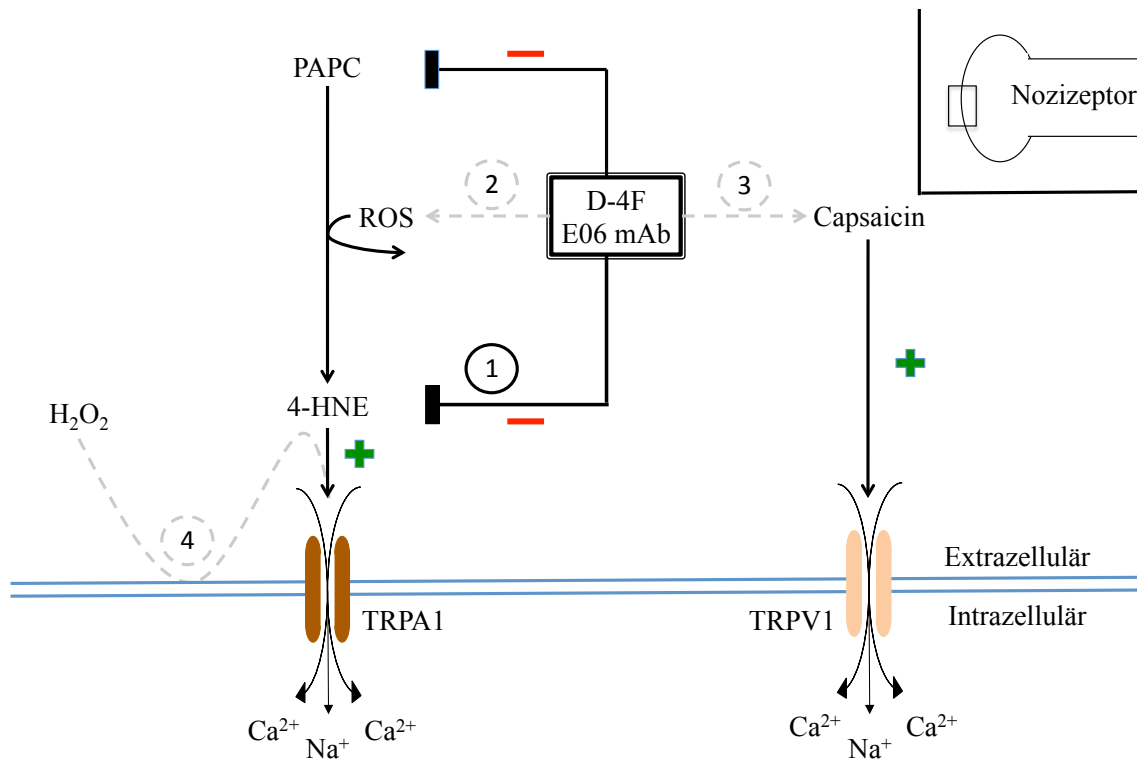 PAPC
Nozizeptor
2
3
D-4F
E06 mAb
ROS
Capsaicin
1
4-HNE
H₂O₂
4
Extrazellulär
Intrazellulär
TRPA1
TRPV1
Ca²⁺
Na⁺
Ca²⁺
Ca²⁺
Na⁺
Ca²⁺